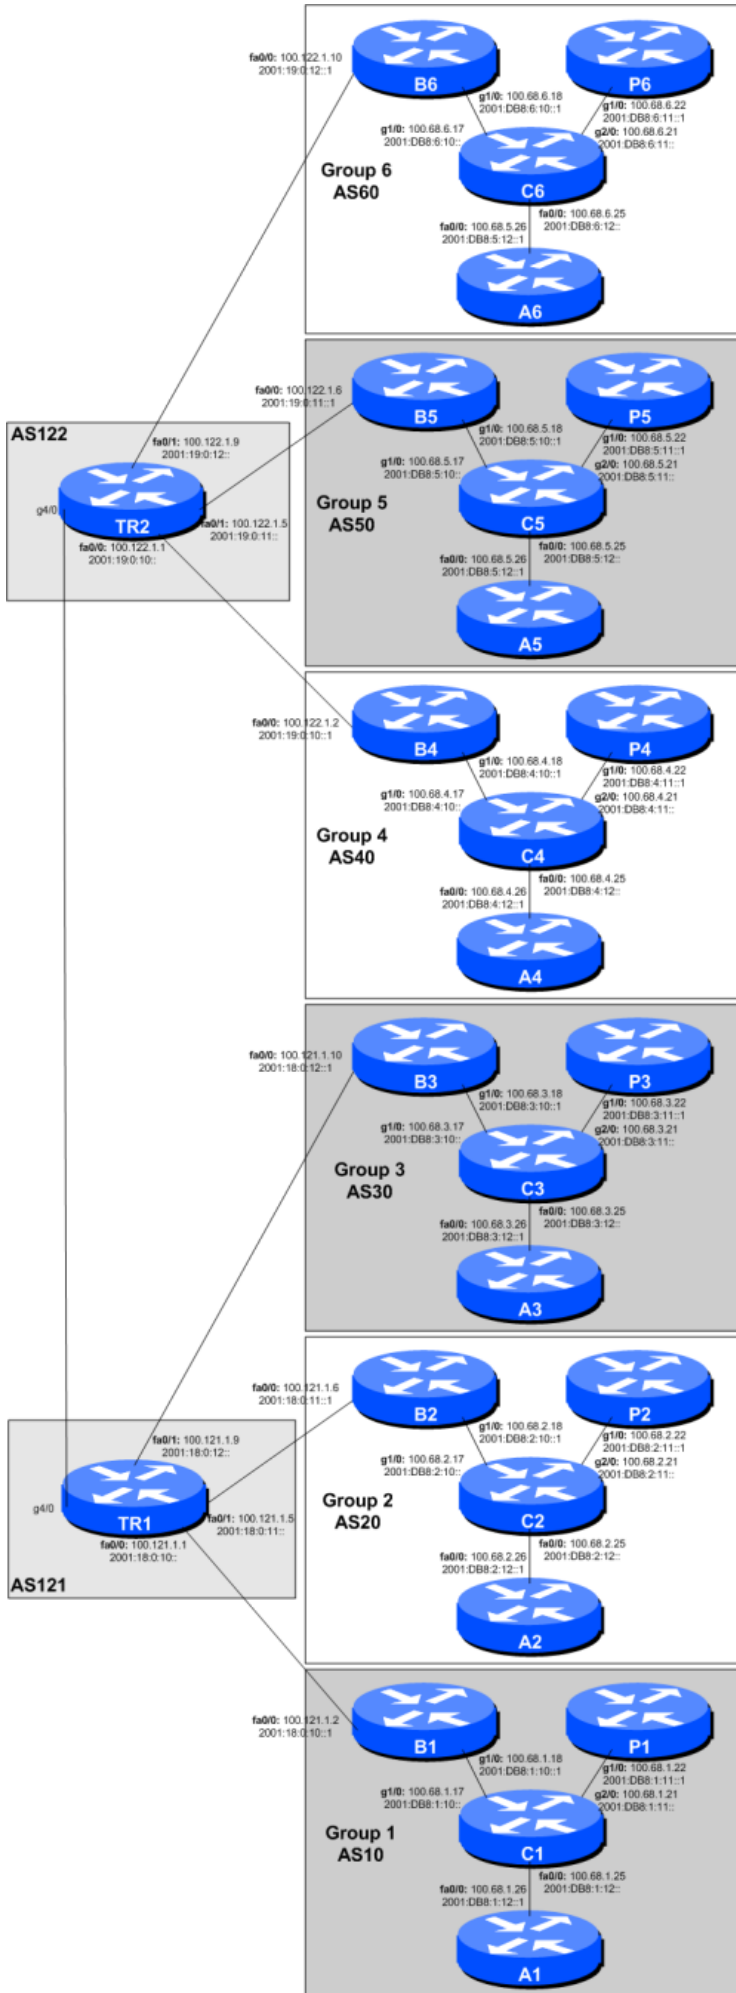 fa0/0: 100.122.1.10
2001:19:0:12::1
B6
P6
g1/0: 100.68.6.18
2001:DB8:6:10::1
g1/0: 100.68.6.22
2001:DB8:6:11::1
g1/0: 100.68.6.17
2001:DB8:6:10::
g2/0: 100.68.6.21
2001:DB8:6:11::
C6
Group 6
AS60
fa0/0: 100.68.5.26
2001:DB8:5:12::1
fa0/0: 100.68.6.25
2001:DB8:6:12::
A6
fa0/0: 100.122.1.6
2001:19:0:11::1
B5
P5
g1/0: 100.68.5.18
2001:DB8:5:10::1
g1/0: 100.68.5.22
2001:DB8:5:11::1
g1/0: 100.68.5.17
2001:DB8:5:10::
g2/0: 100.68.5.21
2001:DB8:5:11::
C5
Group 5
AS50
fa0/0: 100.68.5.26
2001:DB8:5:12::1
fa0/0: 100.68.5.25
2001:DB8:5:12::
A5
AS122
fa0/1: 100.122.1.9
2001:19:0:12::
g4/0
TR2
fa0/1: 100.122.1.5
2001:19:0:11::
fa0/0: 100.122.1.1
2001:19:0:10::
fa0/0: 100.122.1.2
2001:19:0:10::1
B4
P4
g1/0: 100.68.4.18
2001:DB8:4:10::1
g1/0: 100.68.4.22
2001:DB8:4:11::1
g1/0: 100.68.4.17
2001:DB8:4:10::
g2/0: 100.68.4.21
2001:DB8:4:11::
C4
Group 4
AS40
fa0/0: 100.68.4.26
2001:DB8:4:12::1
fa0/0: 100.68.4.25
2001:DB8:4:12::
A4
fa0/0: 100.121.1.10
2001:18:0:12::1
B3
P3
g1/0: 100.68.3.18
2001:DB8:3:10::1
g1/0: 100.68.3.22
2001:DB8:3:11::1
g1/0: 100.68.3.17
2001:DB8:3:10::
g2/0: 100.68.3.21
2001:DB8:3:11::
C3
Group 3
AS30
fa0/0: 100.68.3.26
2001:DB8:3:12::1
fa0/0: 100.68.3.25
2001:DB8:3:12::
A3
fa0/0: 100.121.1.6
2001:18:0:11::1
B2
P2
g1/0: 100.68.2.18
2001:DB8:2:10::1
g1/0: 100.68.2.22
2001:DB8:2:11::1
g1/0: 100.68.2.17
2001:DB8:2:10::
g2/0: 100.68.2.21
2001:DB8:2:11::
C2
Group 2
AS20
fa0/0: 100.68.2.26
2001:DB8:2:12::1
fa0/0: 100.68.2.25
2001:DB8:2:12::
A2
fa0/1: 100.121.1.9
2001:18:0:12::
g4/0
TR1
fa0/1: 100.121.1.5
2001:18:0:11::
fa0/0: 100.121.1.1
2001:18:0:10::
AS121
fa0/0: 100.121.1.2
2001:18:0:10::1
B1
P1
g1/0: 100.68.1.18
2001:DB8:1:10::1
g1/0: 100.68.1.22
2001:DB8:1:11::1
g1/0: 100.68.1.17
2001:DB8:1:10::
g2/0: 100.68.1.21
2001:DB8:1:11::
C1
Group 1
AS10
fa0/0: 100.68.1.26
2001:DB8:1:12::1
fa0/0: 100.68.1.25
2001:DB8:1:12::
A1